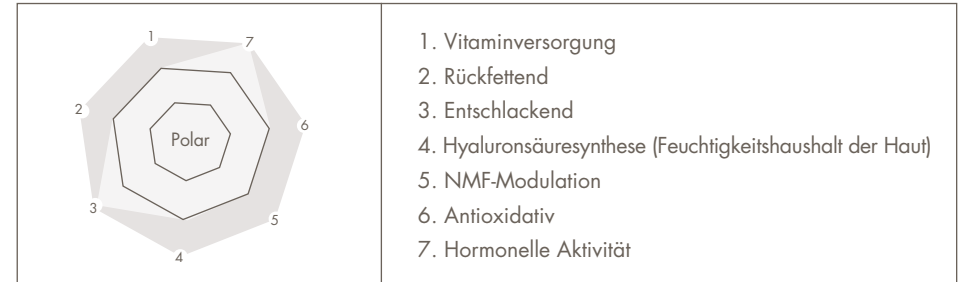 1
7
2
Polar
6
3
5
4
1. Vitaminversorgung
2. Rückfettend
3. Entschlackend
4. Hyaluronsäuresynthese (Feuchtigkeitshaushalt der Haut)
5. NMF-Modulation
6. Antioxidativ
7. Hormonelle Aktivität